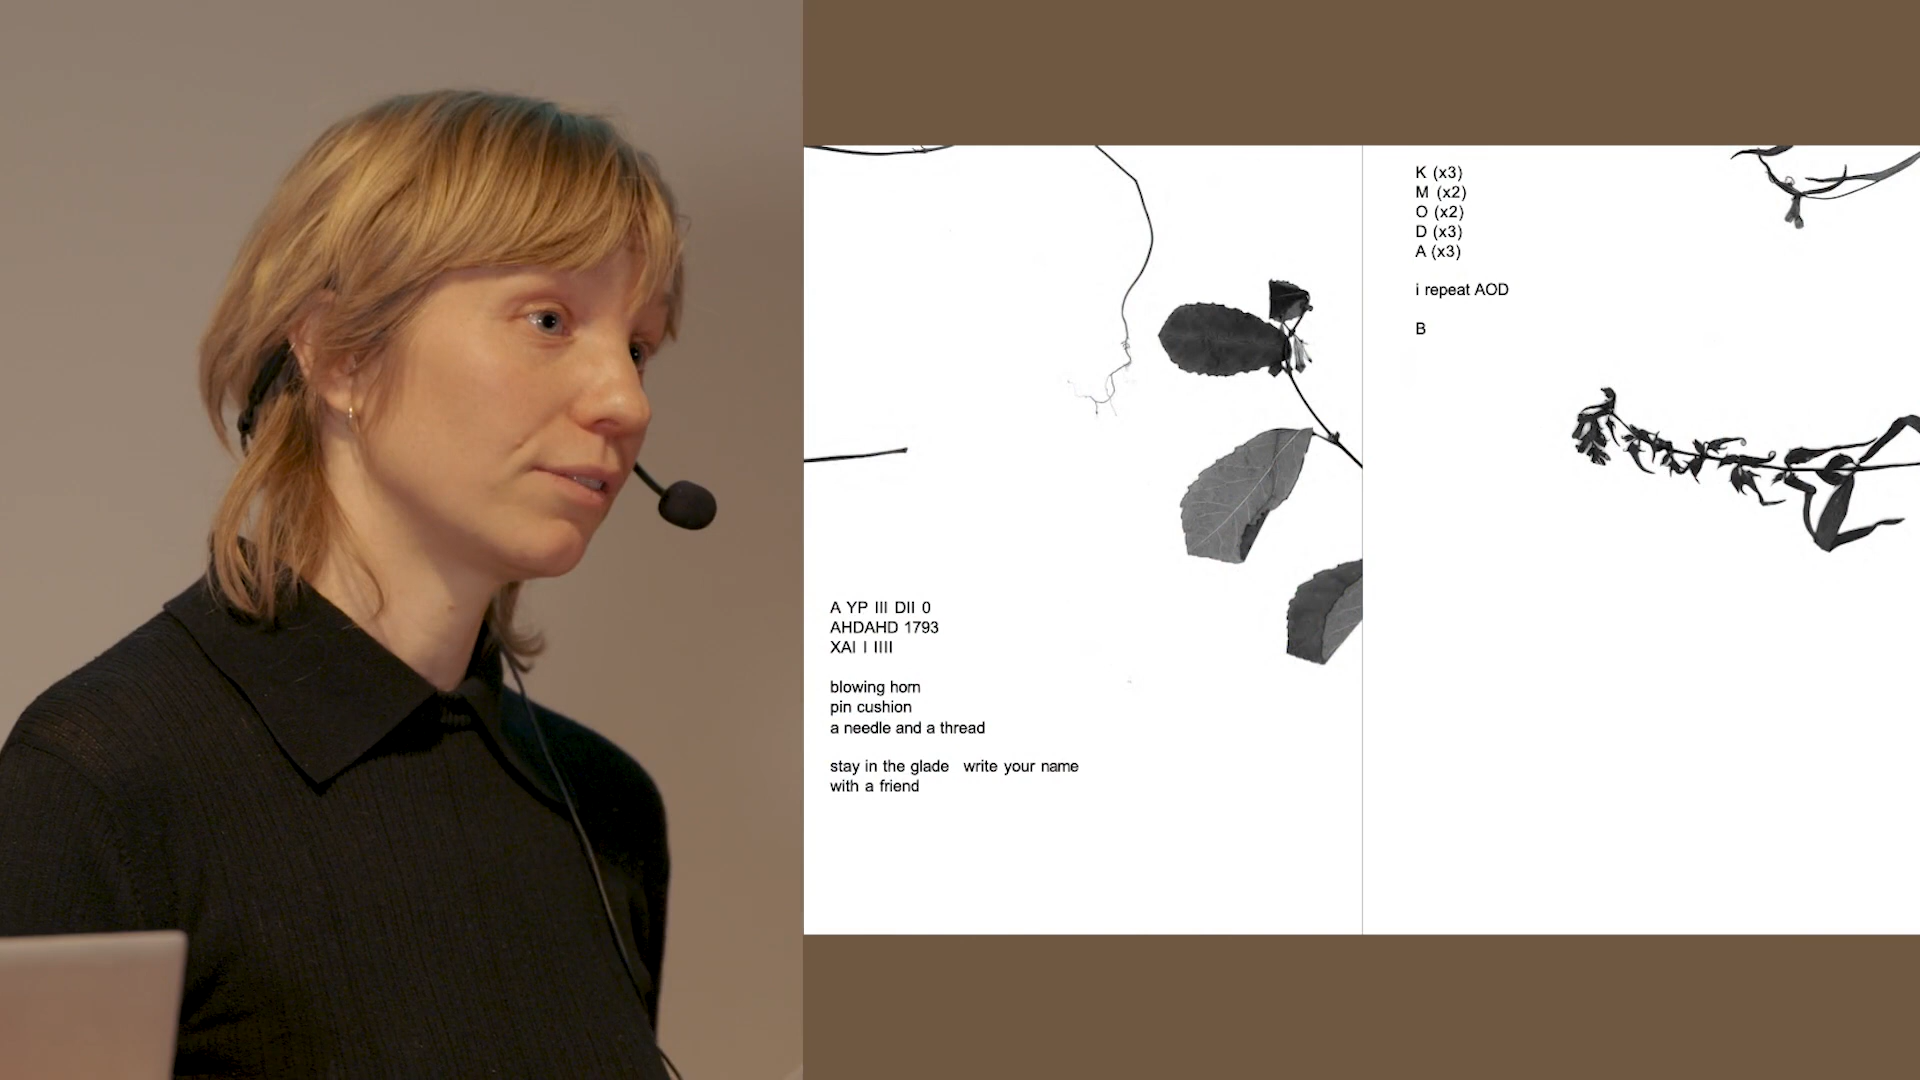 A YP III DII 0
AHDAHD 1793
XAI I IIII
blowing horn
pin cushion
a needle and a thread
stay in the glade write your name
with a friend
K (x3)
M (x2)
O (x2)
D (x3)
A (x3)
i repeat AOD
B